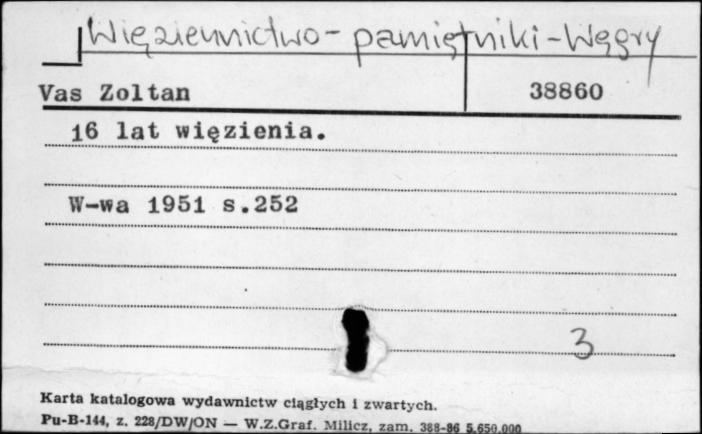 Więziennictwo - pamiętniki - Węgry
Vas Zoltan 38860
16 lat więzienia.
W-wa 1951 s.252
3
Karta katalogowa wydawnictw ciągłych i zwartych.
Pu-B-144, z. 228/DW/ON — W.Z.Graf. Milicz, zam. 388-86 5.650.000